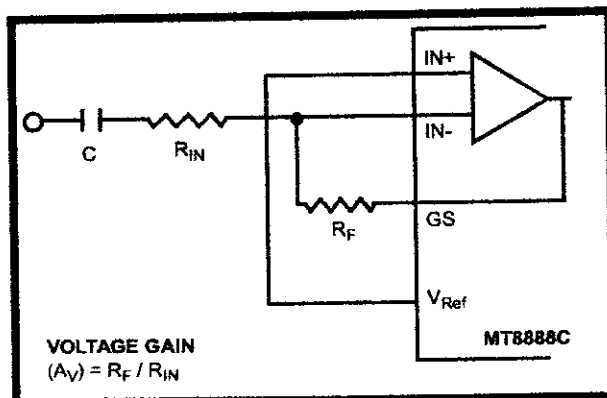 IN+
IN-
C
RIN
RF
GS
VRef
MT8888C
VOLTAGE GAIN
(AV) = RF / RIN